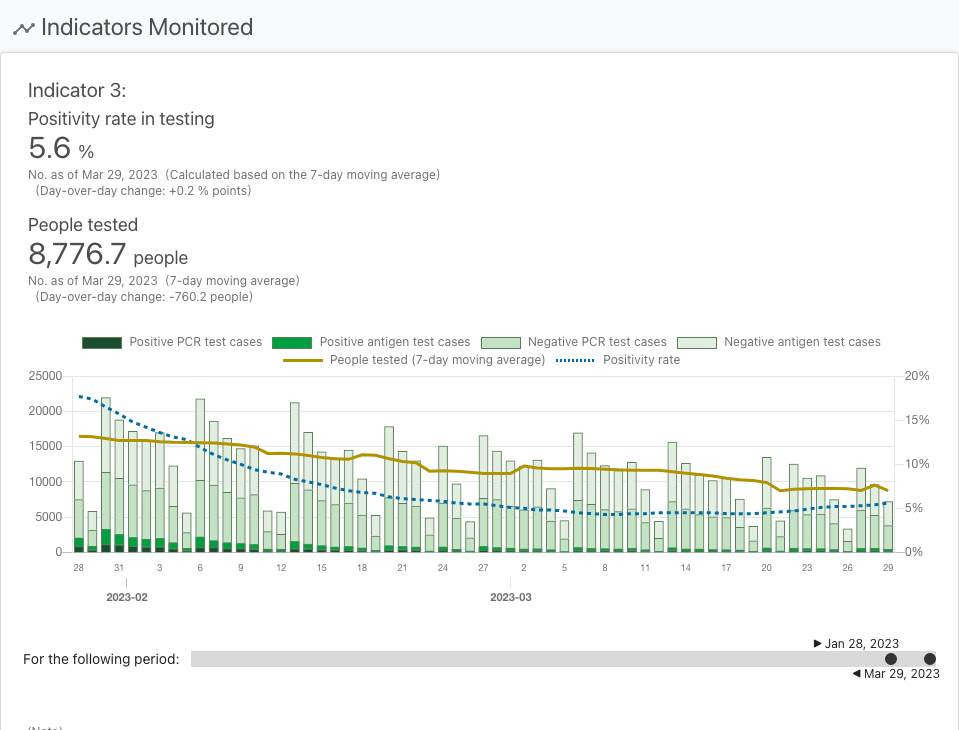 Indicators Monitored
Indicator 3:
Positivity rate in testing
5.6 %
No. as of Mar 29, 2023 (Calculated based on the 7-day moving average)
(Day-over-day change: +0.2 % points)
People tested
8,776.7 people
No. as of Mar 29, 2023 (7-day moving average)
(Day-over-day change: -760.2 people)
Positive PCR test cases Positive antigen test cases Negative PCR test cases Negative antigen test cases
People tested (7-day moving average) Positivity rate
25000 20%
20000 15%
15000
10000 10%
5000 5%
0 0%
28 31 3 6 9 12 15 18 21 24 27 2 5 8 11 14 17 20 23 26 29
2023-02 2023-03
Jan 28, 2023
For the following period:
Mar 29, 2023
(Note)